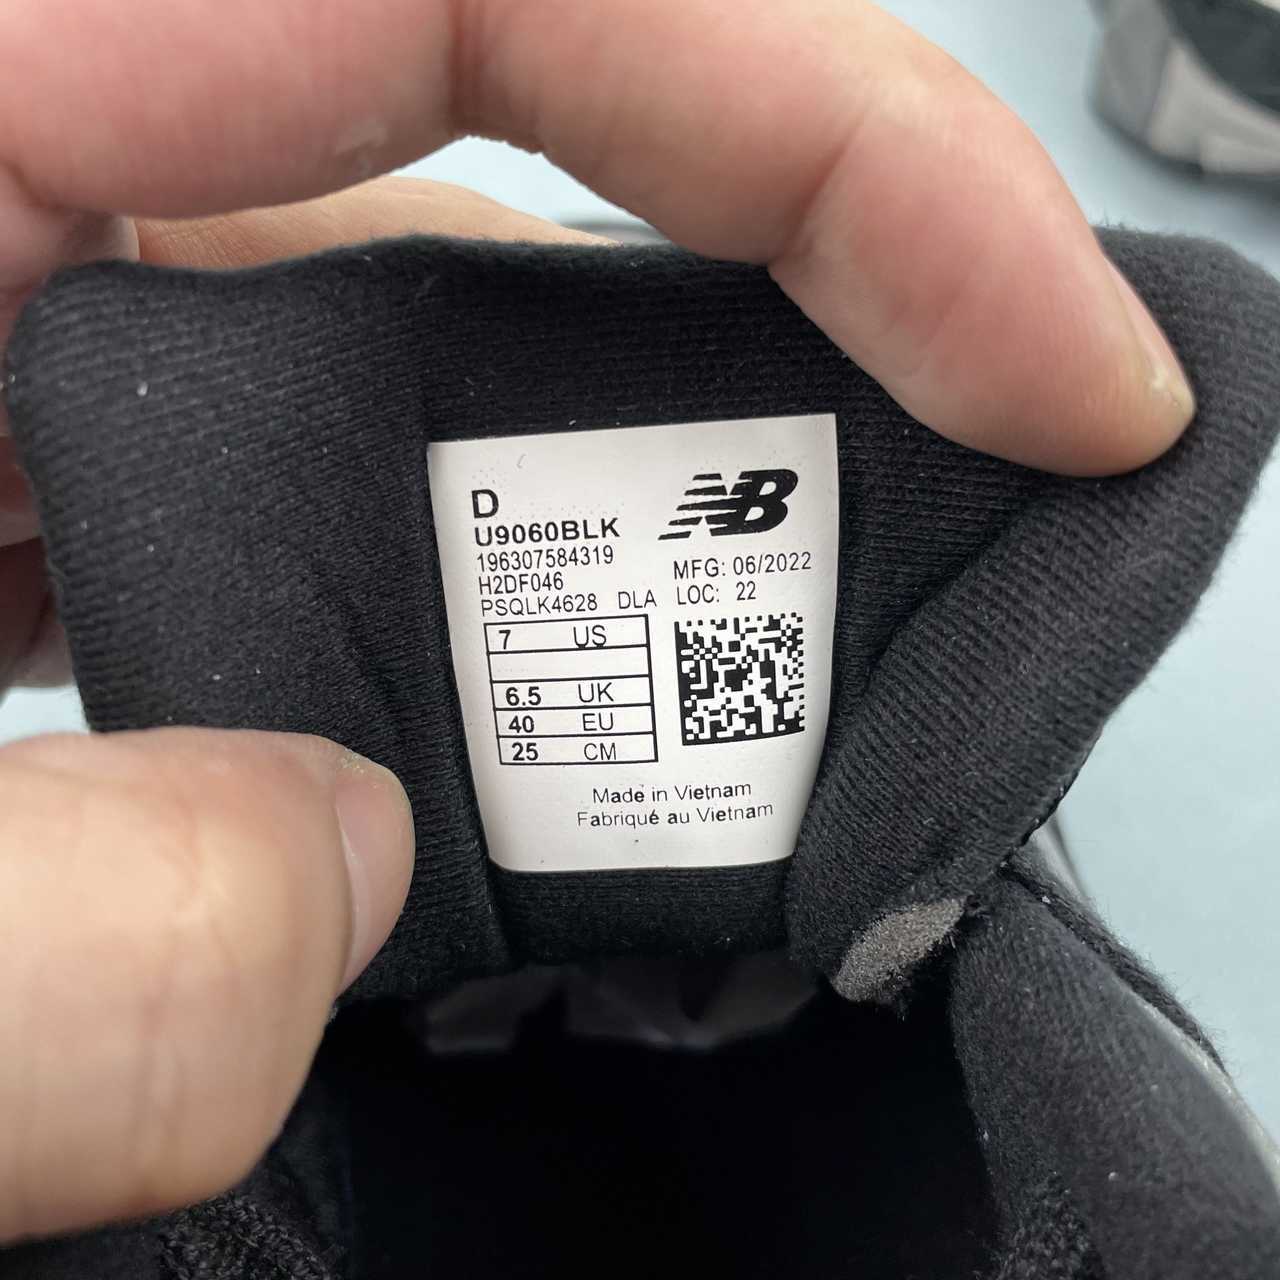 D
NB
U9060BLK
196307584319
H2DF046
PSQLK4628 DLA
MFG: 06/2022
LOC: 22
7 US
6.5 UK
40 EU
25 CM
Made in Vietnam
Fabriqué au Vietnam